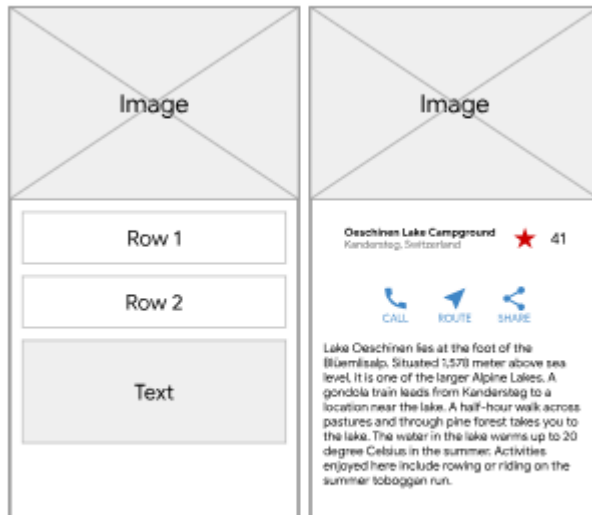 Image
Row 1
Row 2
Text
Image
Oeschinen Lake Campground
Kandersteg, Switzerland
41
CALL
ROUTE
SHARE
Lake Oeschinen lies at the foot of the
Blüemlisalp. Situated 1,578 meter above sea
level, it is one of the larger Alpine Lakes. A
gondola train leads from Kandersteg to a
location near the lake. A half-hour walk across
pastures and through pine forest takes you to
the lake. The water in the lake warms up to 20
degree Celsius in the summer. Activities
enjoyed here include rowing or riding on the
summer toboggan run.